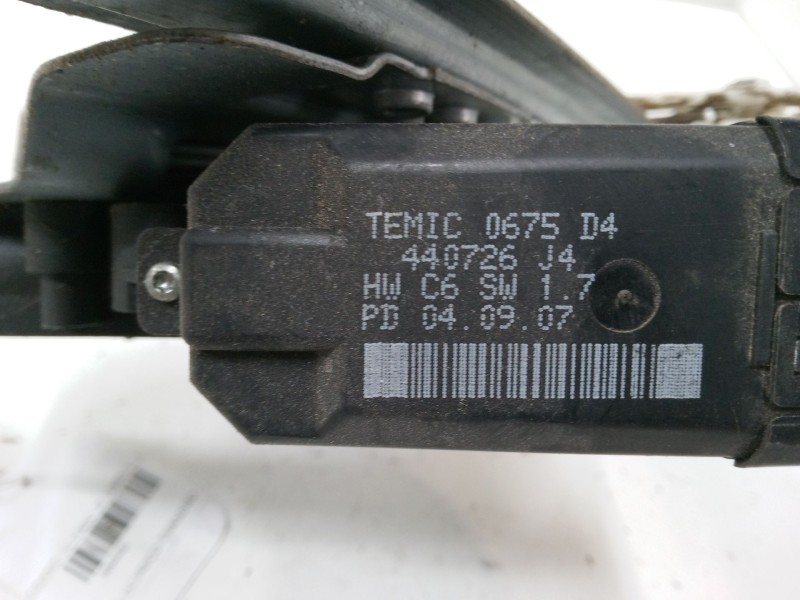 TEMIC 0675 D4
440726 J4
HW C6 SW 1.7
PD 04.09.07